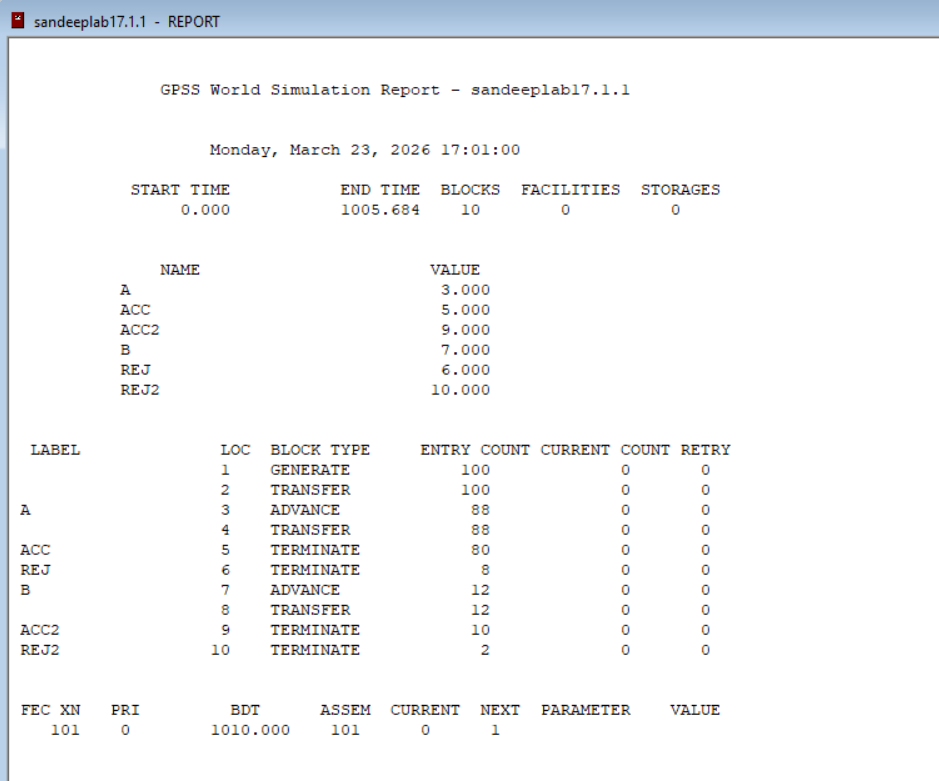 sandeeplab17.1.1 - REPORT
GPSS World Simulation Report - sandeeplab17.1.1
Monday, March 23, 2026 17:01:00
START TIME END TIME BLOCKS FACILITIES STORAGES
0.000 1005.684 10 0 0
NAME VALUE
A 3.000
ACC 5.000
ACC2 9.000
B 7.000
REJ 6.000
REJ2 10.000
LABEL LOC BLOCK TYPE ENTRY COUNT CURRENT COUNT RETRY
1 GENERATE 100 0 0
2 TRANSFER 100 0 0
A 3 ADVANCE 88 0 0
4 TRANSFER 88 0 0
ACC 5 TERMINATE 80 0 0
REJ 6 TERMINATE 8 0 0
B 7 ADVANCE 12 0 0
8 TRANSFER 12 0 0
ACC2 9 TERMINATE 10 0 0
REJ2 10 TERMINATE 2 0 0
FEC XN PRI BDT ASSEM CURRENT NEXT PARAMETER VALUE
101 0 1010.000 101 0 1